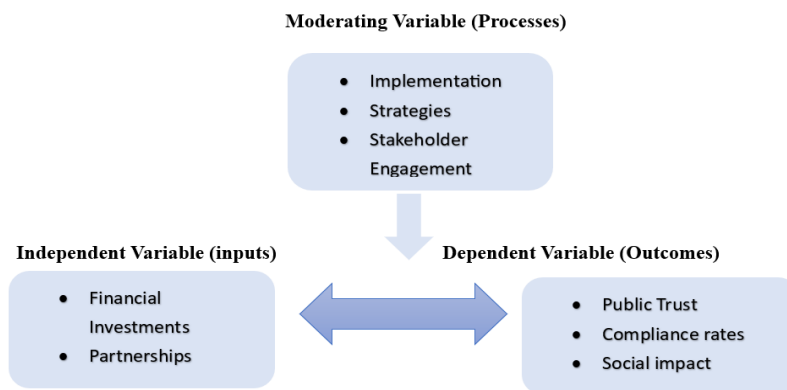 Moderating Variable (Processes)
● Implementation
● Strategies
● Stakeholder
Engagement
Independent Variable (inputs)
● Financial
Investments
● Partnerships
Dependent Variable (Outcomes)
● Public Trust
● Compliance rates
● Social impact